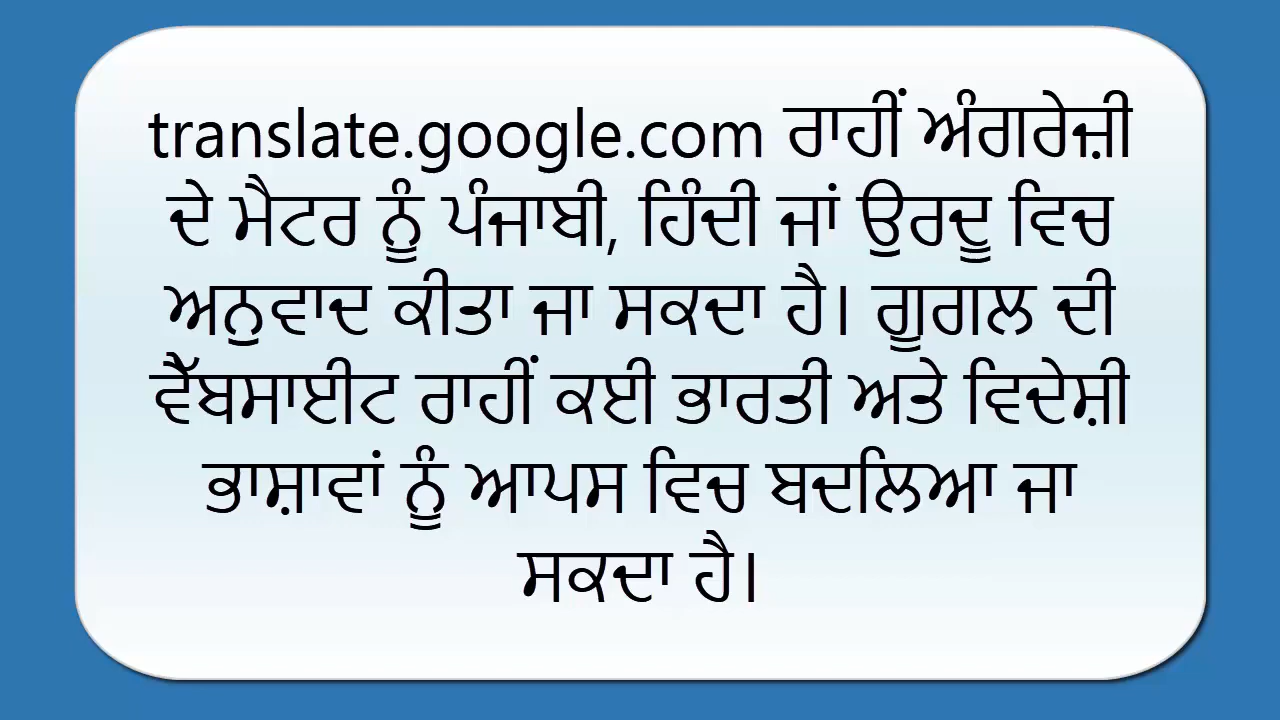 translate.google.com ਰਾਹੀਂ ਅੰਗਰੇਜ਼ੀ
ਦੇ ਮੈਟਰ ਨੂੰ ਪੰਜਾਬੀ, ਹਿੰਦੀ ਜਾਂ ਉਰਦੂ ਵਿਚ
ਅਨੁਵਾਦ ਕੀਤਾ ਜਾ ਸਕਦਾ ਹੈ। ਗੂਗਲ ਦੀ
ਵੈੱਬਸਾਈਟ ਰਾਹੀਂ ਕਈ ਭਾਰਤੀ ਅਤੇ ਵਿਦੇਸ਼ੀ
ਭਾਸ਼ਾਵਾਂ ਨੂੰ ਆਪਸ ਵਿਚ ਬਦਲਿਆ ਜਾ
ਸਕਦਾ ਹੈ।